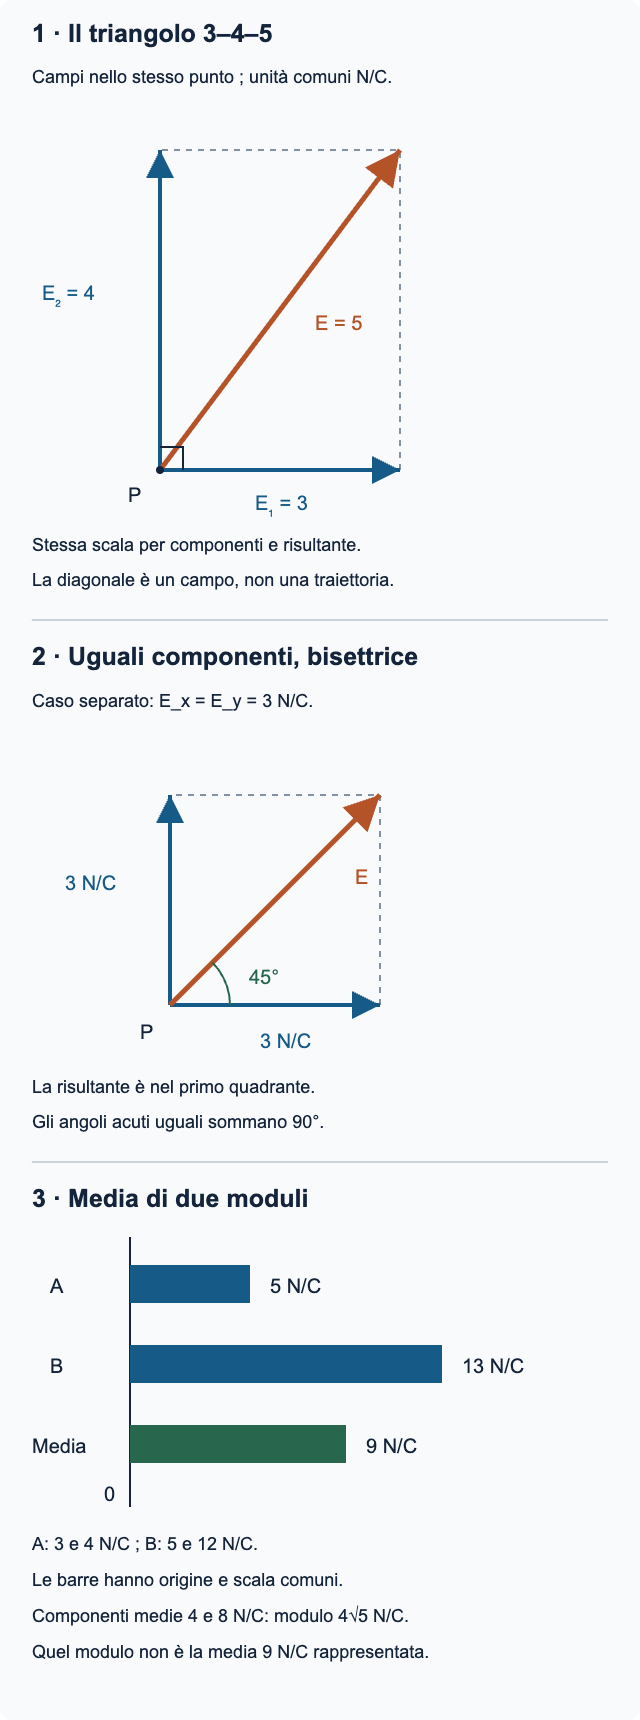 1 · Il triangolo 3–4–5
Campi nello stesso punto ; unità comuni N/C.
E₂ = 4
E = 5
P
E₁ = 3
Stessa scala per componenti e risultante.
La diagonale è un campo, non una traiettoria.
2 · Uguali componenti, bisettrice
Caso separato: E_x = E_y = 3 N/C.
3 N/C
E
45°
P
3 N/C
La risultante è nel primo quadrante.
Gli angoli acuti uguali sommano 90°.
3 · Media di due moduli
A 5 N/C
B 13 N/C
Media 9 N/C
0
A: 3 e 4 N/C ; B: 5 e 12 N/C.
Le barre hanno origine e scala comuni.
Componenti medie 4 e 8 N/C: modulo 4√5 N/C.
Quel modulo non è la media 9 N/C rappresentata.